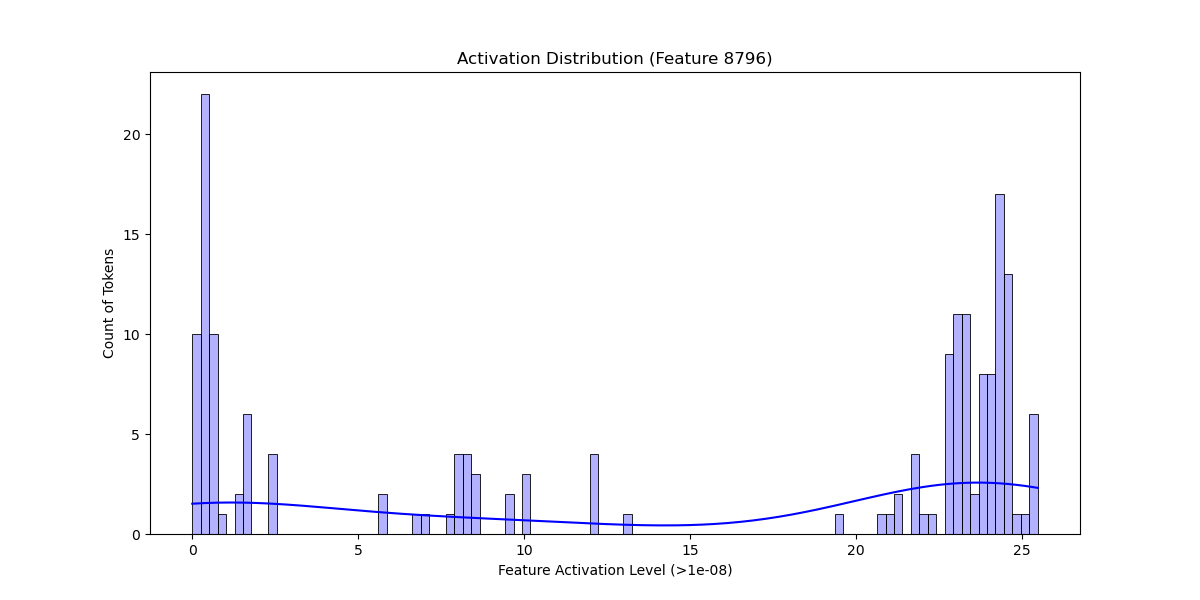 Activation Distribution (Feature 8796)
Count of Tokens
20
15
10
5
0
0 5 10 15 20 25
Feature Activation Level (>1e-08)